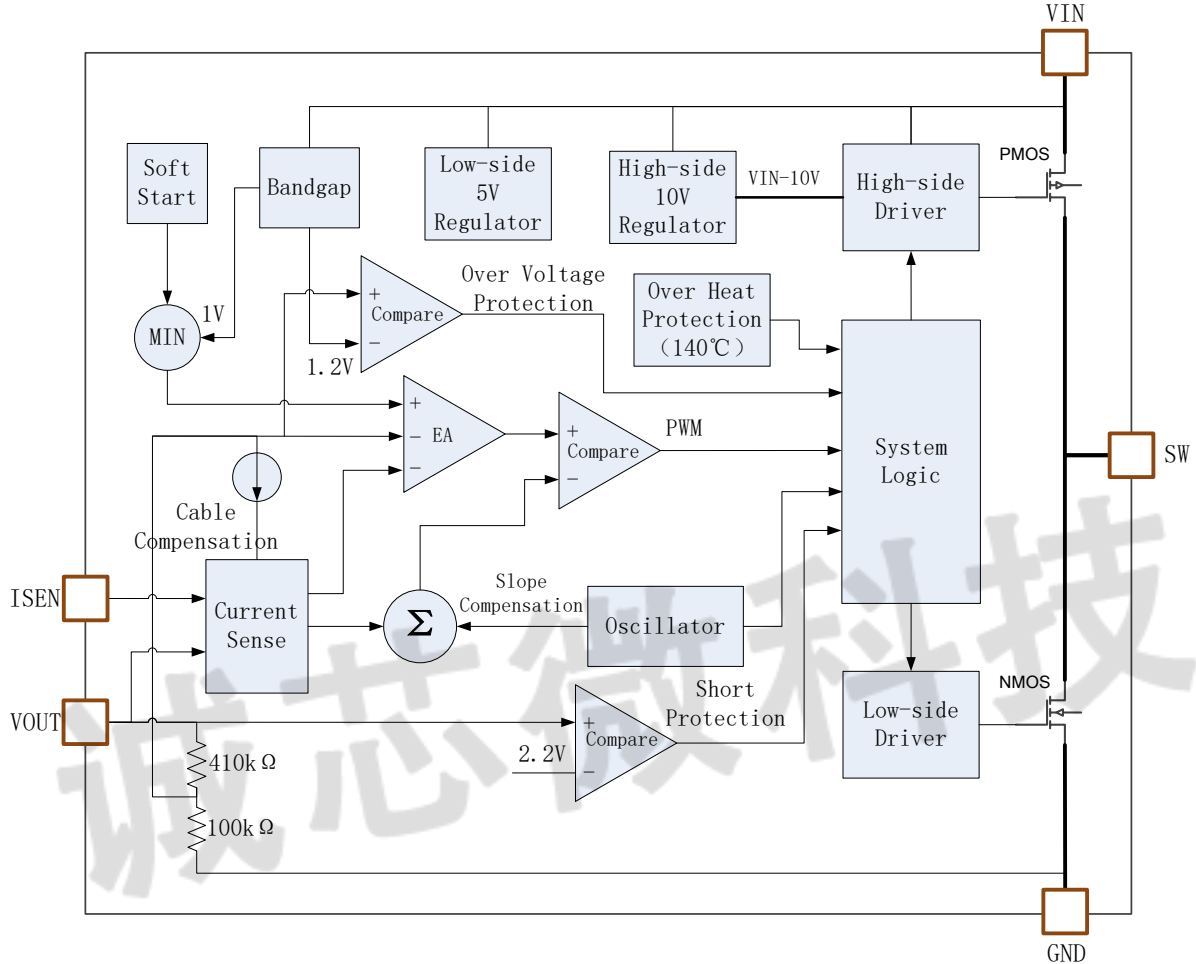 VIN
Soft
Start
Bandgap
Low-side
5V
Regulator
High-side
10V
Regulator
VIN-10V
High-side
Driver
PMOS
MIN
1V
+
Compare
−
1.2V
Over Voltage
Protection
Over Heat
Protection
(140℃)
+
−
EA
−
+
Compare
−
PWM
System
Logic
SW
Cable
Compensation
ISEN
Current
Sense
Σ
Slope
Compensation
Oscillator
VOUT
410kΩ
100kΩ
2.2V
+
Compare
−
Short
Protection
Low-side
Driver
NMOS
GND
诚芯微科技